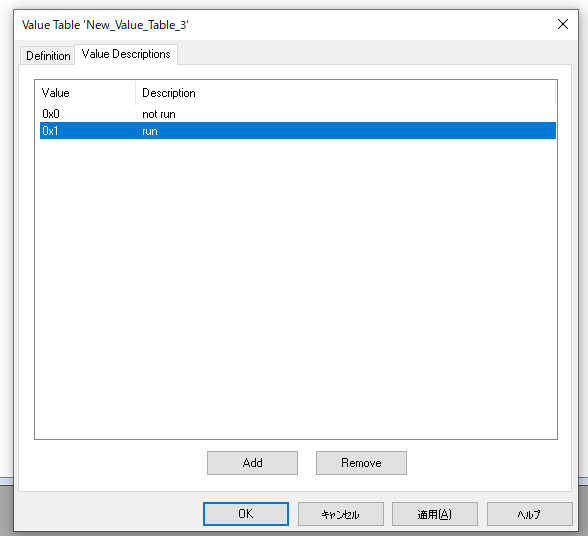 Value Table 'New_Value_Table_3'
Definition Value Descriptions
Value Description
0x0 not run
0x1 run
Add Remove
OK キャンセル 適用(A) ヘルプ